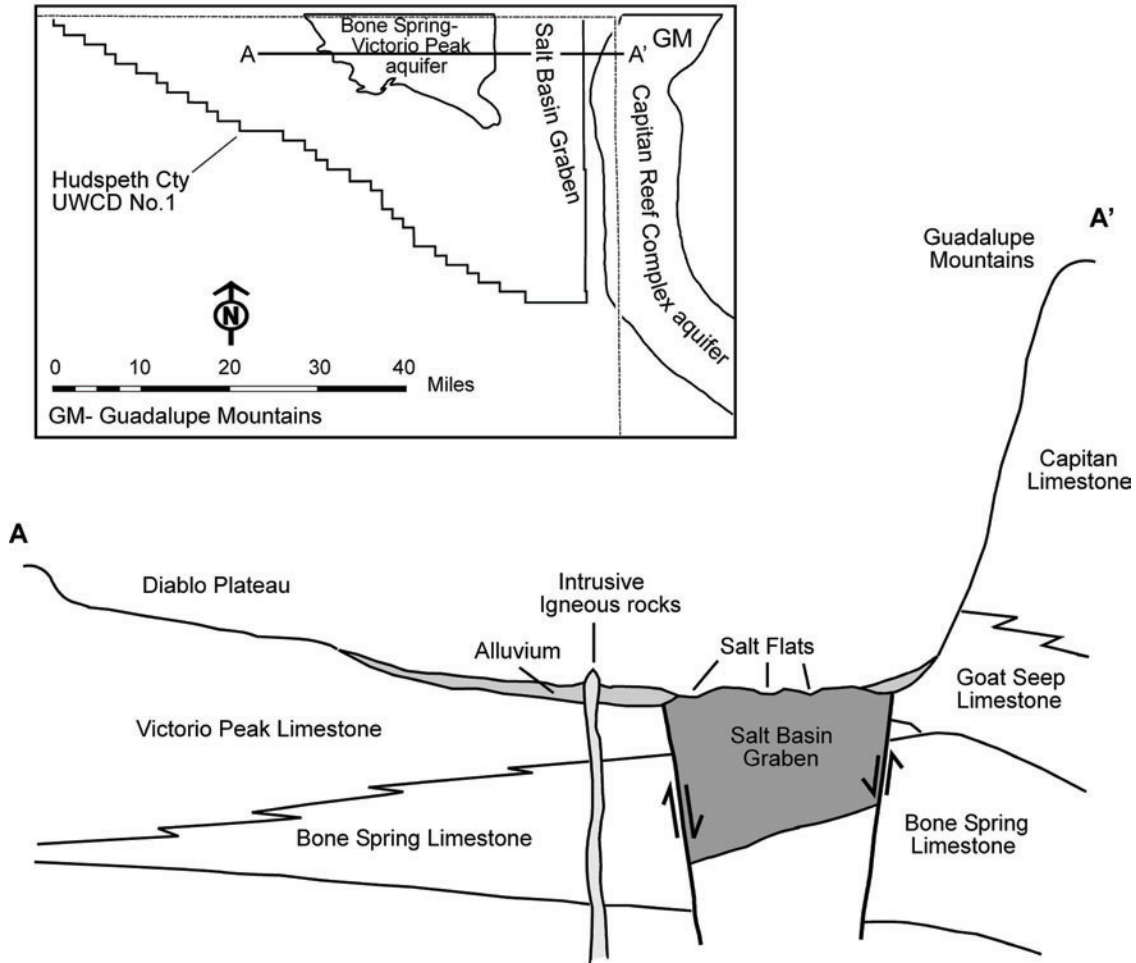 Bone Spring-
Victorio Peak
aquifer
A
A'
GM
Salt Basin Graben
Capitan Reef Complex aquifer
Hudspeth Cty
UWCD No.1
N
0 10 20 30 40
Miles
GM- Guadalupe Mountains
A'
Guadalupe
Mountains
Capitan
Limestone
A
Diablo Plateau
Intrusive
Igneous rocks
Alluvium
Salt Flats
Goat Seep
Limestone
Victorio Peak Limestone
Salt Basin
Graben
Bone Spring Limestone
Bone Spring
Limestone